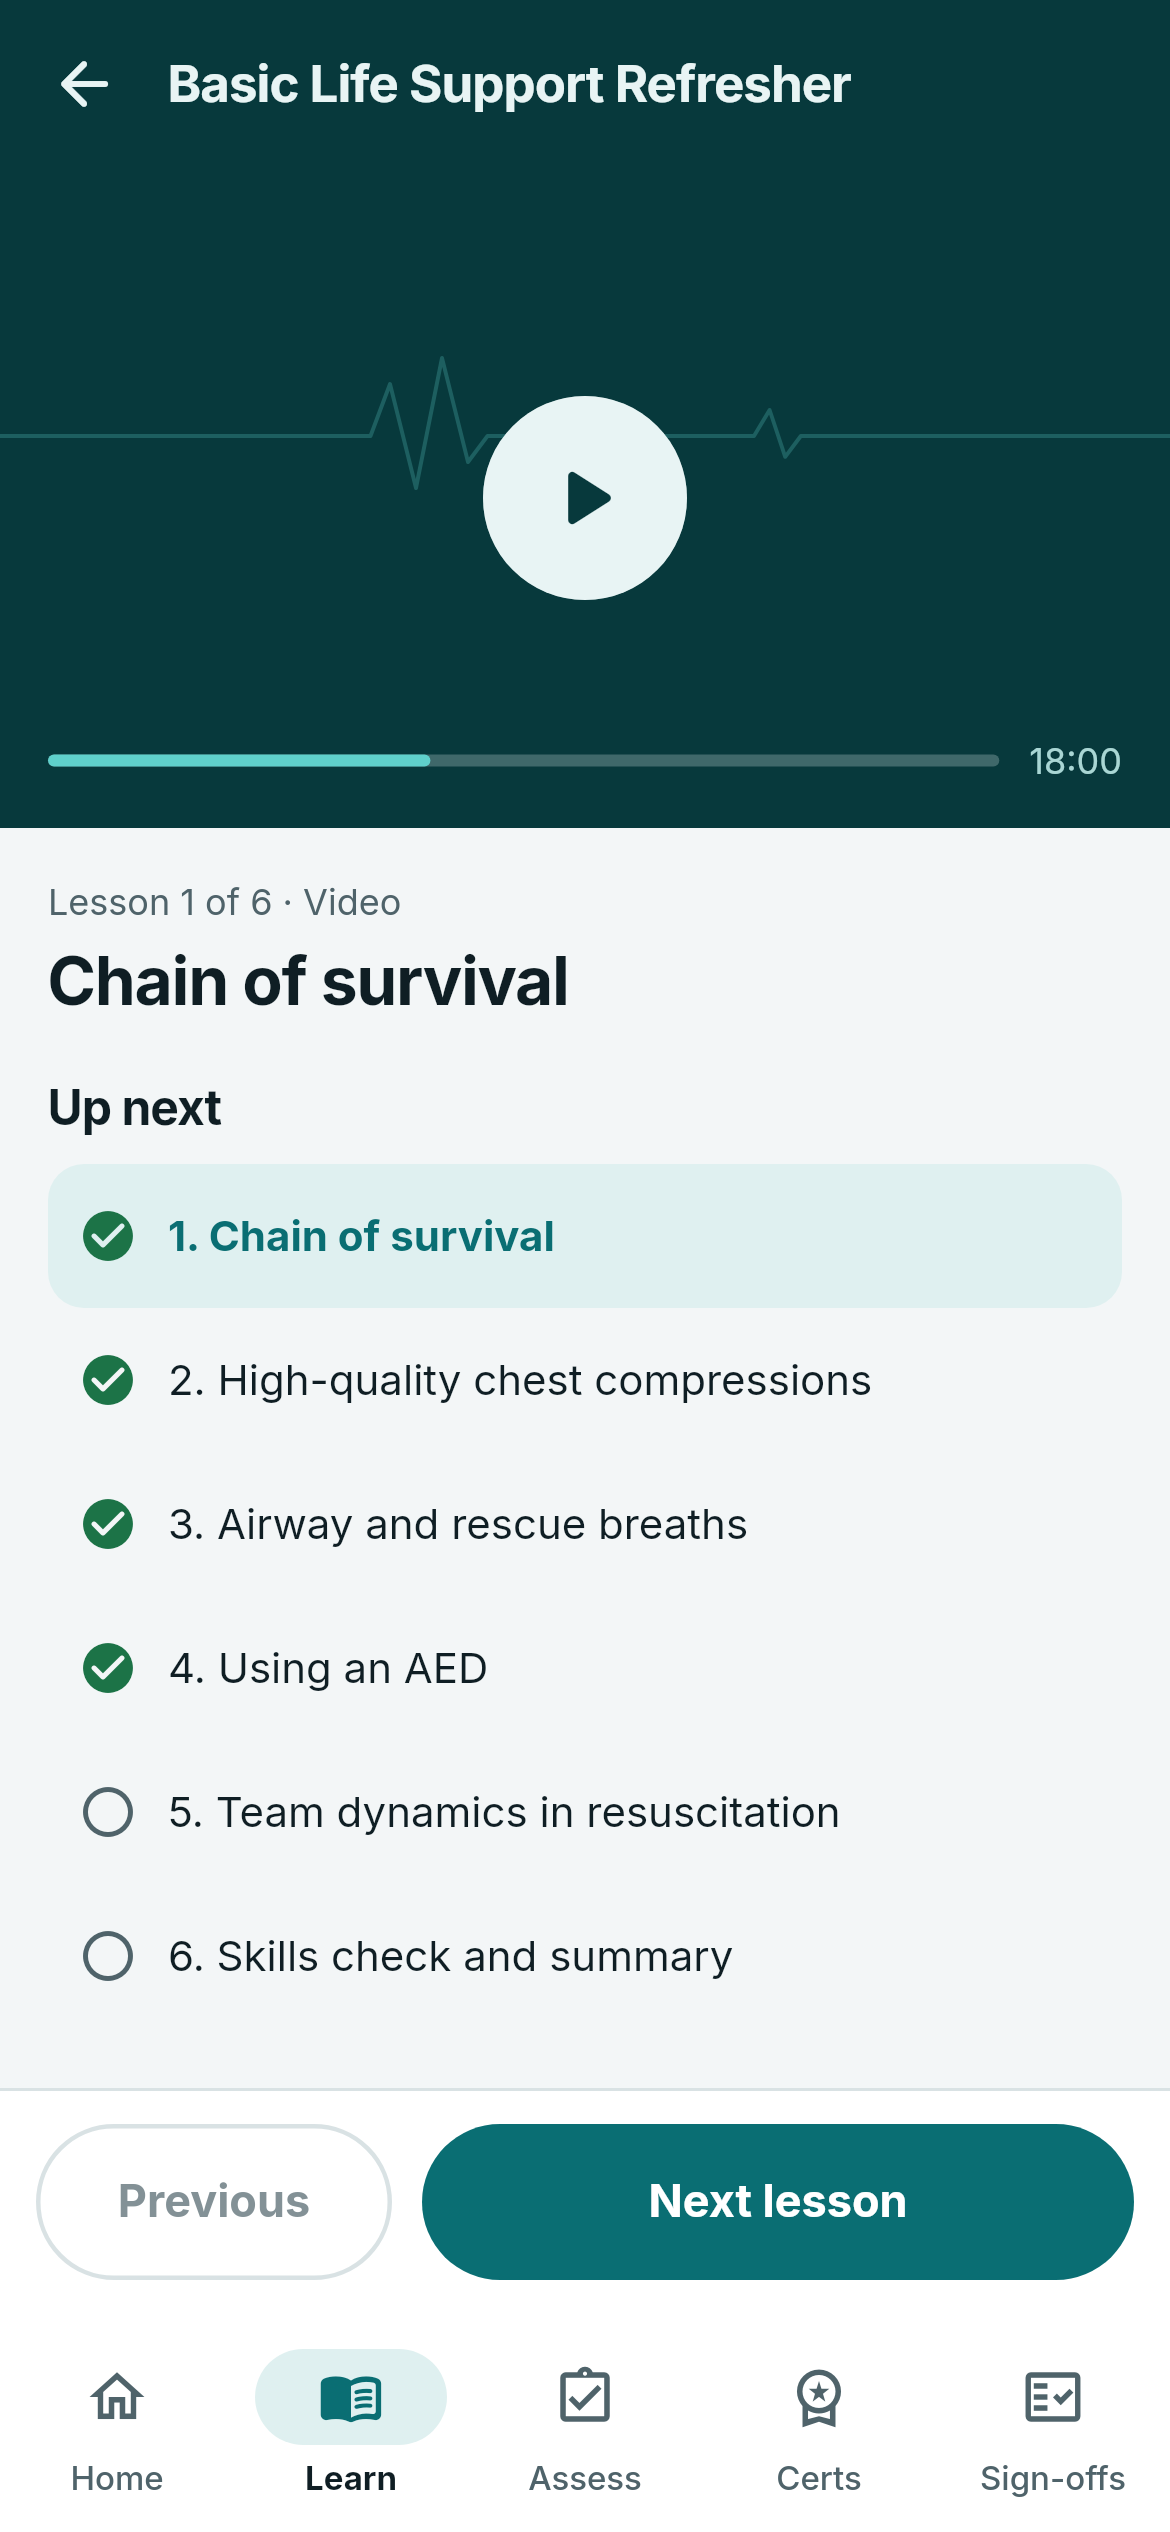 Basic Life Support Refresher
18:00
Lesson 1 of 6 · Video
Chain of survival
Up next
1. Chain of survival
2. High-quality chest compressions
3. Airway and rescue breaths
4. Using an AED
5. Team dynamics in resuscitation
6. Skills check and summary
Previous
Next lesson
Home
Learn
Assess
Certs
Sign-offs